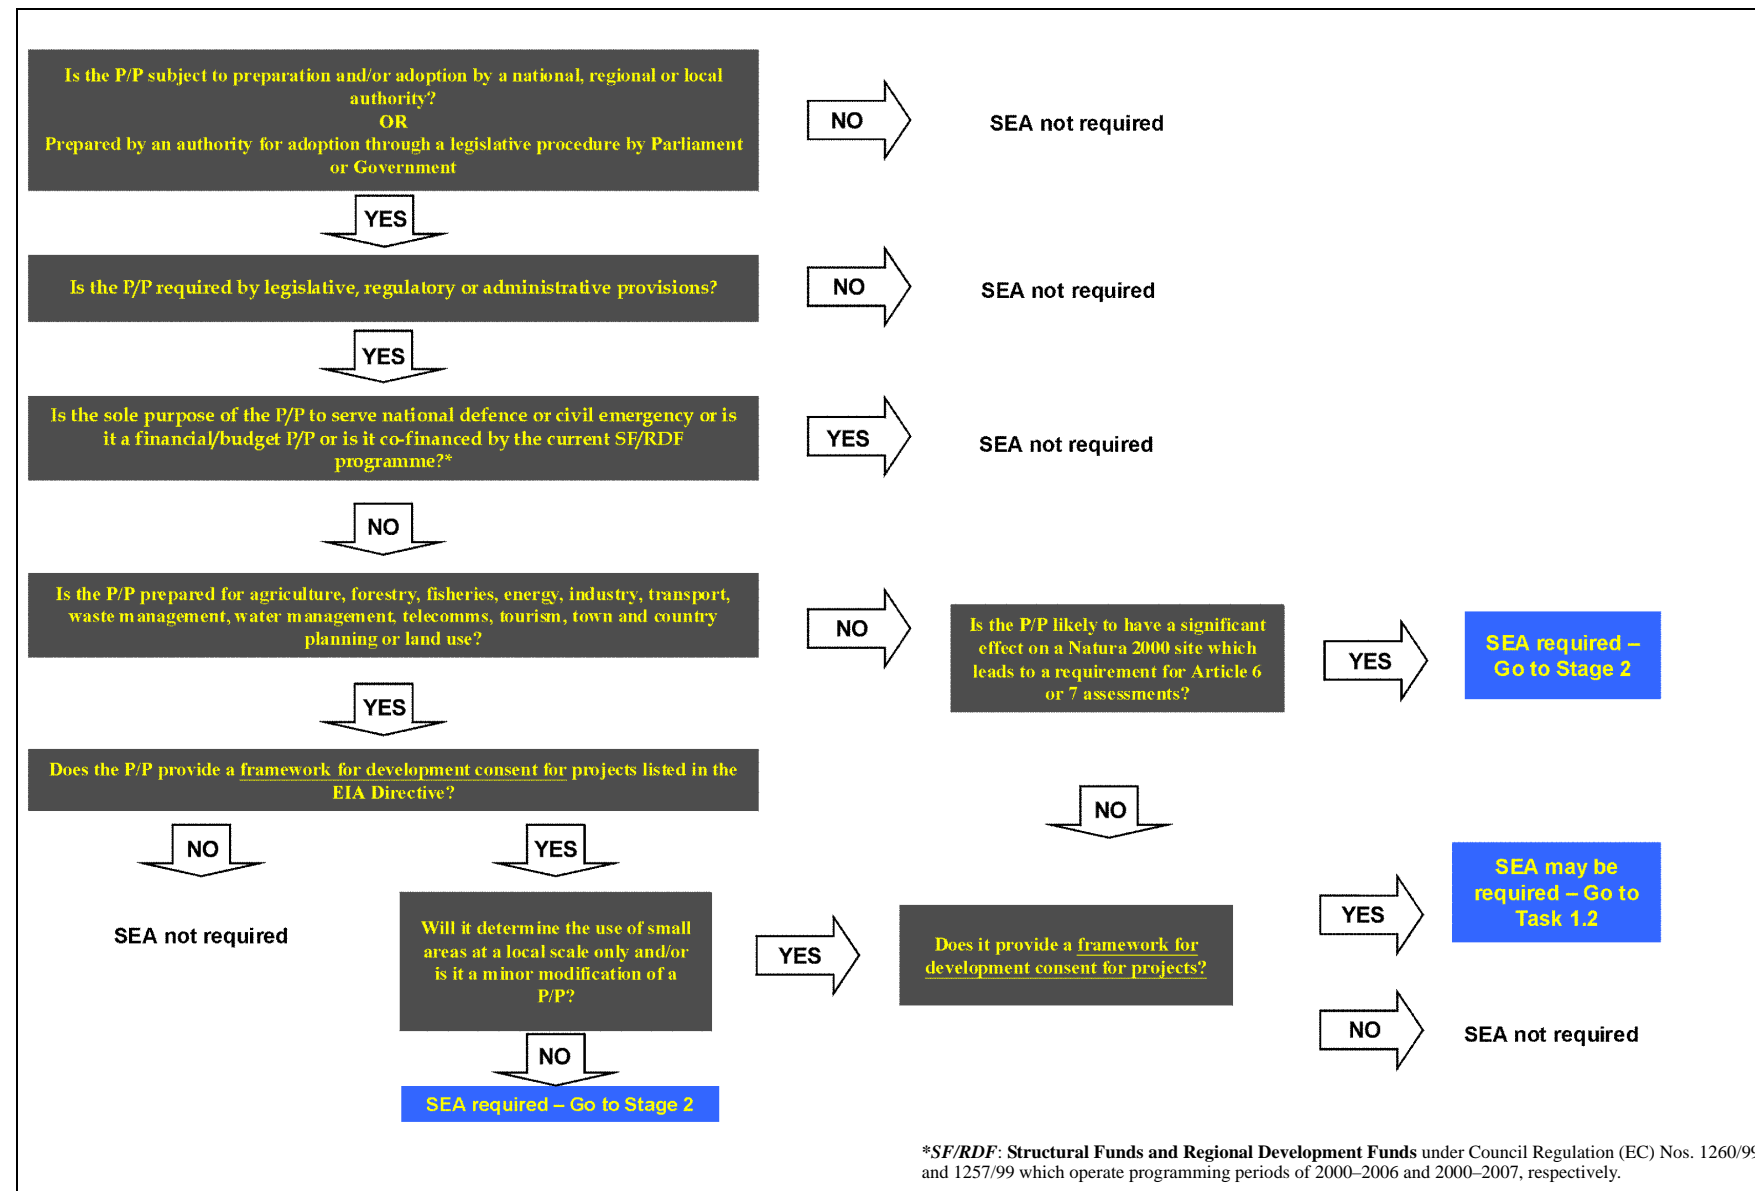 Is the P/P subject to preparation and/or adoption by a national, regional or local
authority?
OR
Prepared by an authority for adoption through a legislative procedure by Parliament
or Government
NO
SEA not required
YES
Is the P/P required by legislative, regulatory or administrative provisions?
NO
SEA not required
YES
Is the sole purpose of the P/P to serve national defence or civil emergency or is
it a financial/budget P/P or is it co-financed by the current SF/RDF
programme?*
YES
SEA not required
NO
Is the P/P prepared for agriculture, forestry, fisheries, energy, industry, transport,
waste management, water management, telecomms, tourism, town and country
planning or land use?
NO
Is the P/P likely to have a significant
effect on a Natura 2000 site which
leads to a requirement for Article 6
or 7 assessments?
YES
SEA required –
Go to Stage 2
YES
Does the P/P provide a framework for development consent for projects listed in the
EIA Directive?
NO
NO
YES
SEA not required
Will it determine the use of small
areas at a local scale only and/or
is it a minor modification of a
P/P?
YES
Does it provide a framework for
development consent for projects?
YES
SEA may be
required – Go to
Task 1.2
NO
SEA not required
NO
SEA required – Go to Stage 2
*SF/RDF: Structural Funds and Regional Development Funds under Council Regulation (EC) Nos. 1260/99
and 1257/99 which operate programming periods of 2000–2006 and 2000–2007, respectively.